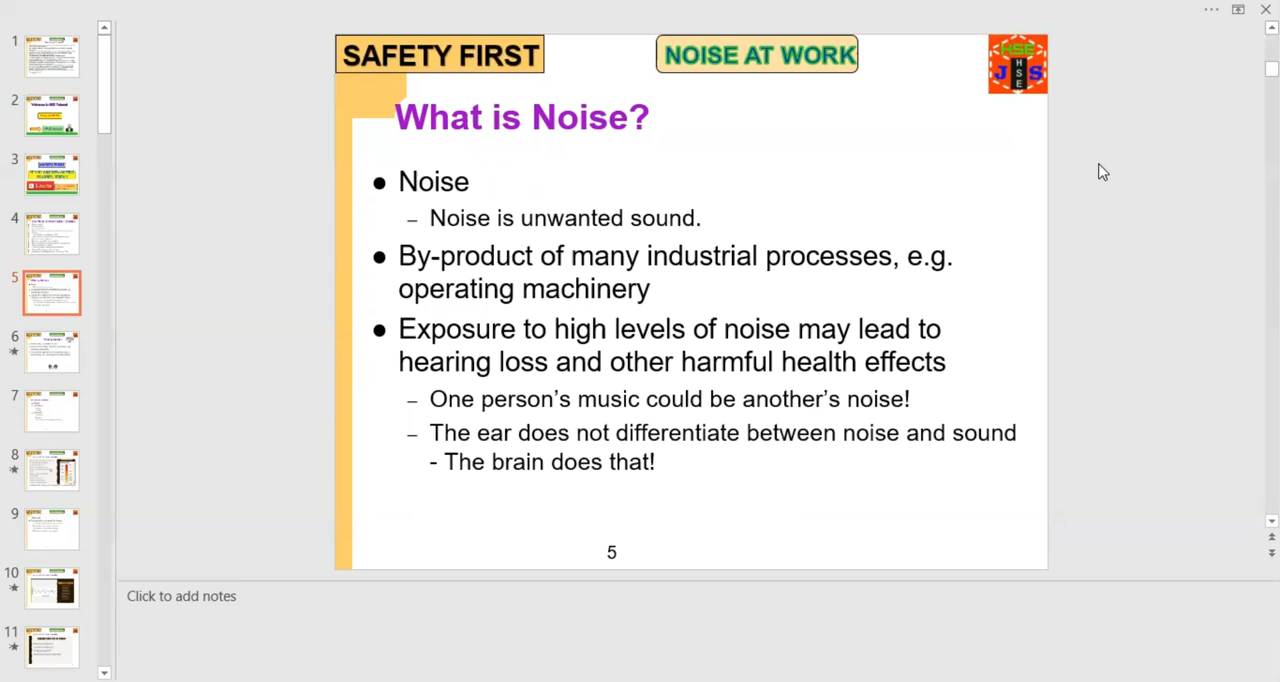 SAFETY FIRST
NOISE AT WORK
HSE
J S
H
S
E
What is Noise?
● Noise
– Noise is unwanted sound.
● By-product of many industrial processes, e.g.
operating machinery
● Exposure to high levels of noise may lead to
hearing loss and other harmful health effects
– One person's music could be another's noise!
– The ear does not differentiate between noise and sound
- The brain does that!
5
Click to add notes
1
2
3
4
5
6
7
8
9
10
11